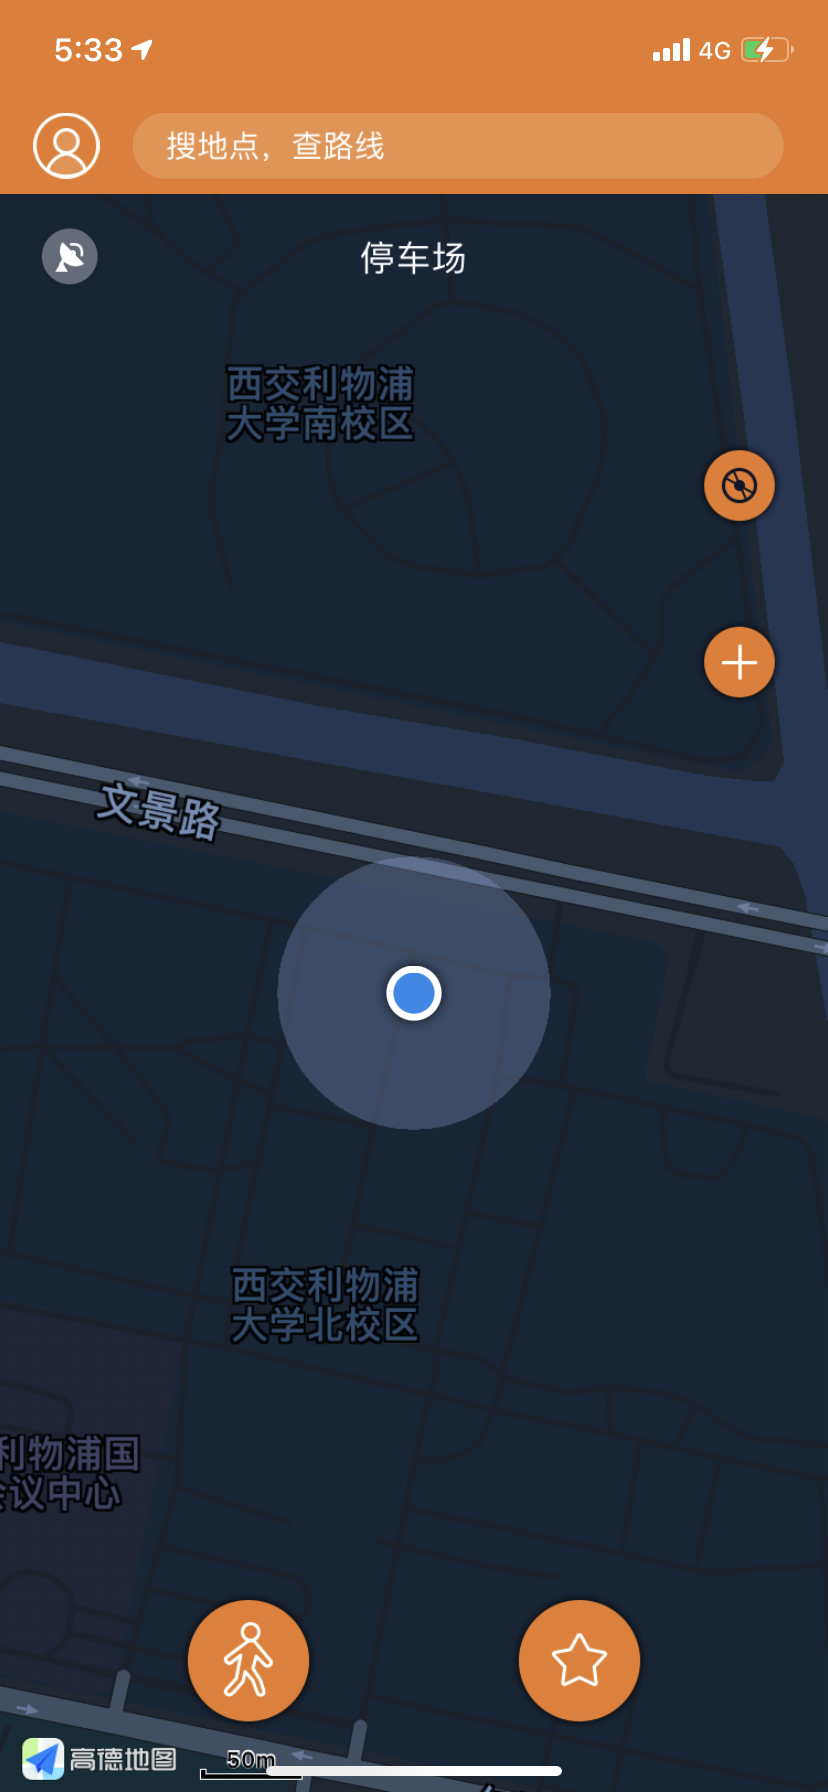 5:33
4G
搜地点，查路线
停车场
西交利物浦
大学南校区
文景路
西交利物浦
大学北校区
利物浦国
会议中心
高德地图
50m